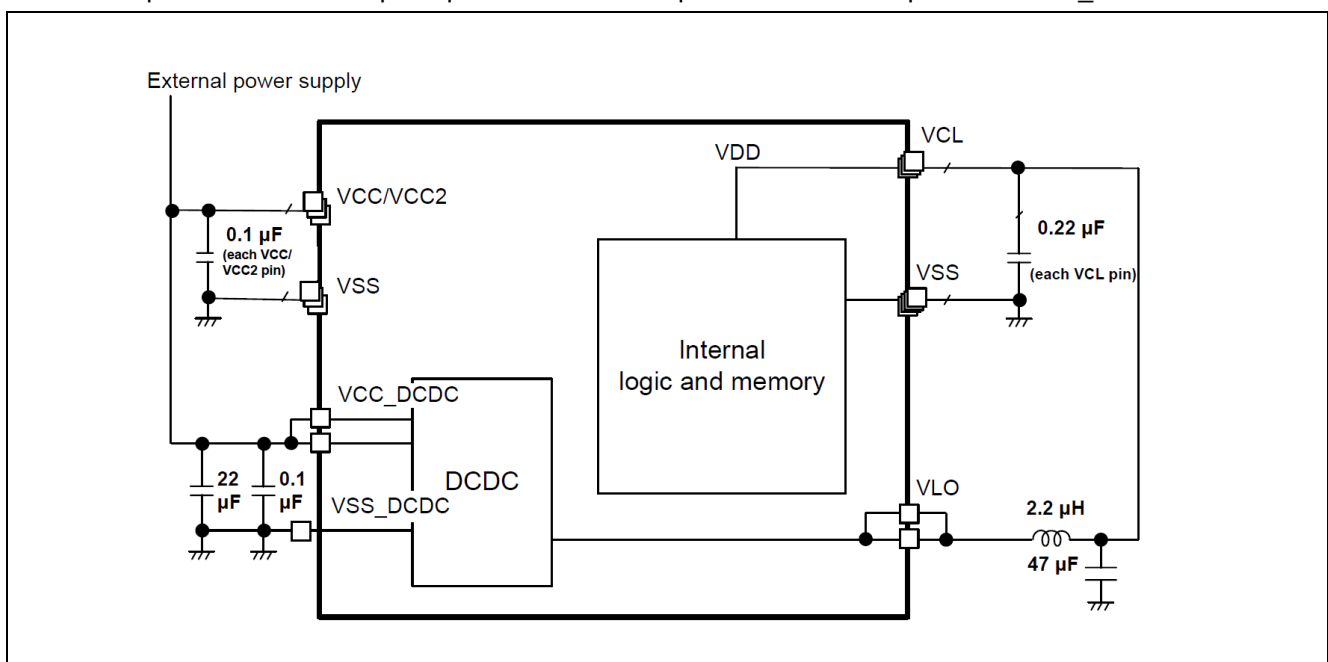 External power supply
VCL
VDD
VCC/VCC2
0.1 µF
(each VCC/
VCC2 pin)
0.22 µF
(each VCL pin)
VSS
VSS
Internal
logic and memory
VCC_DCDC
22
µF
0.1
µF
DCDC
VSS_DCDC
VLO
2.2 µH
47 µF